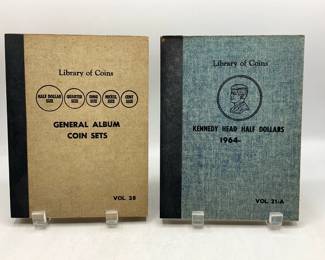 Library of Coins
HALF DOLLAR SIZE
QUARTER SIZE
DIME SIZE
NICKEL SIZE
CENT SIZE
GENERAL ALBUM
COIN SETS
VOL. 38
Library of Coins
KENNEDY HEAD HALF DOLLARS
1964-
VOL. 21-A